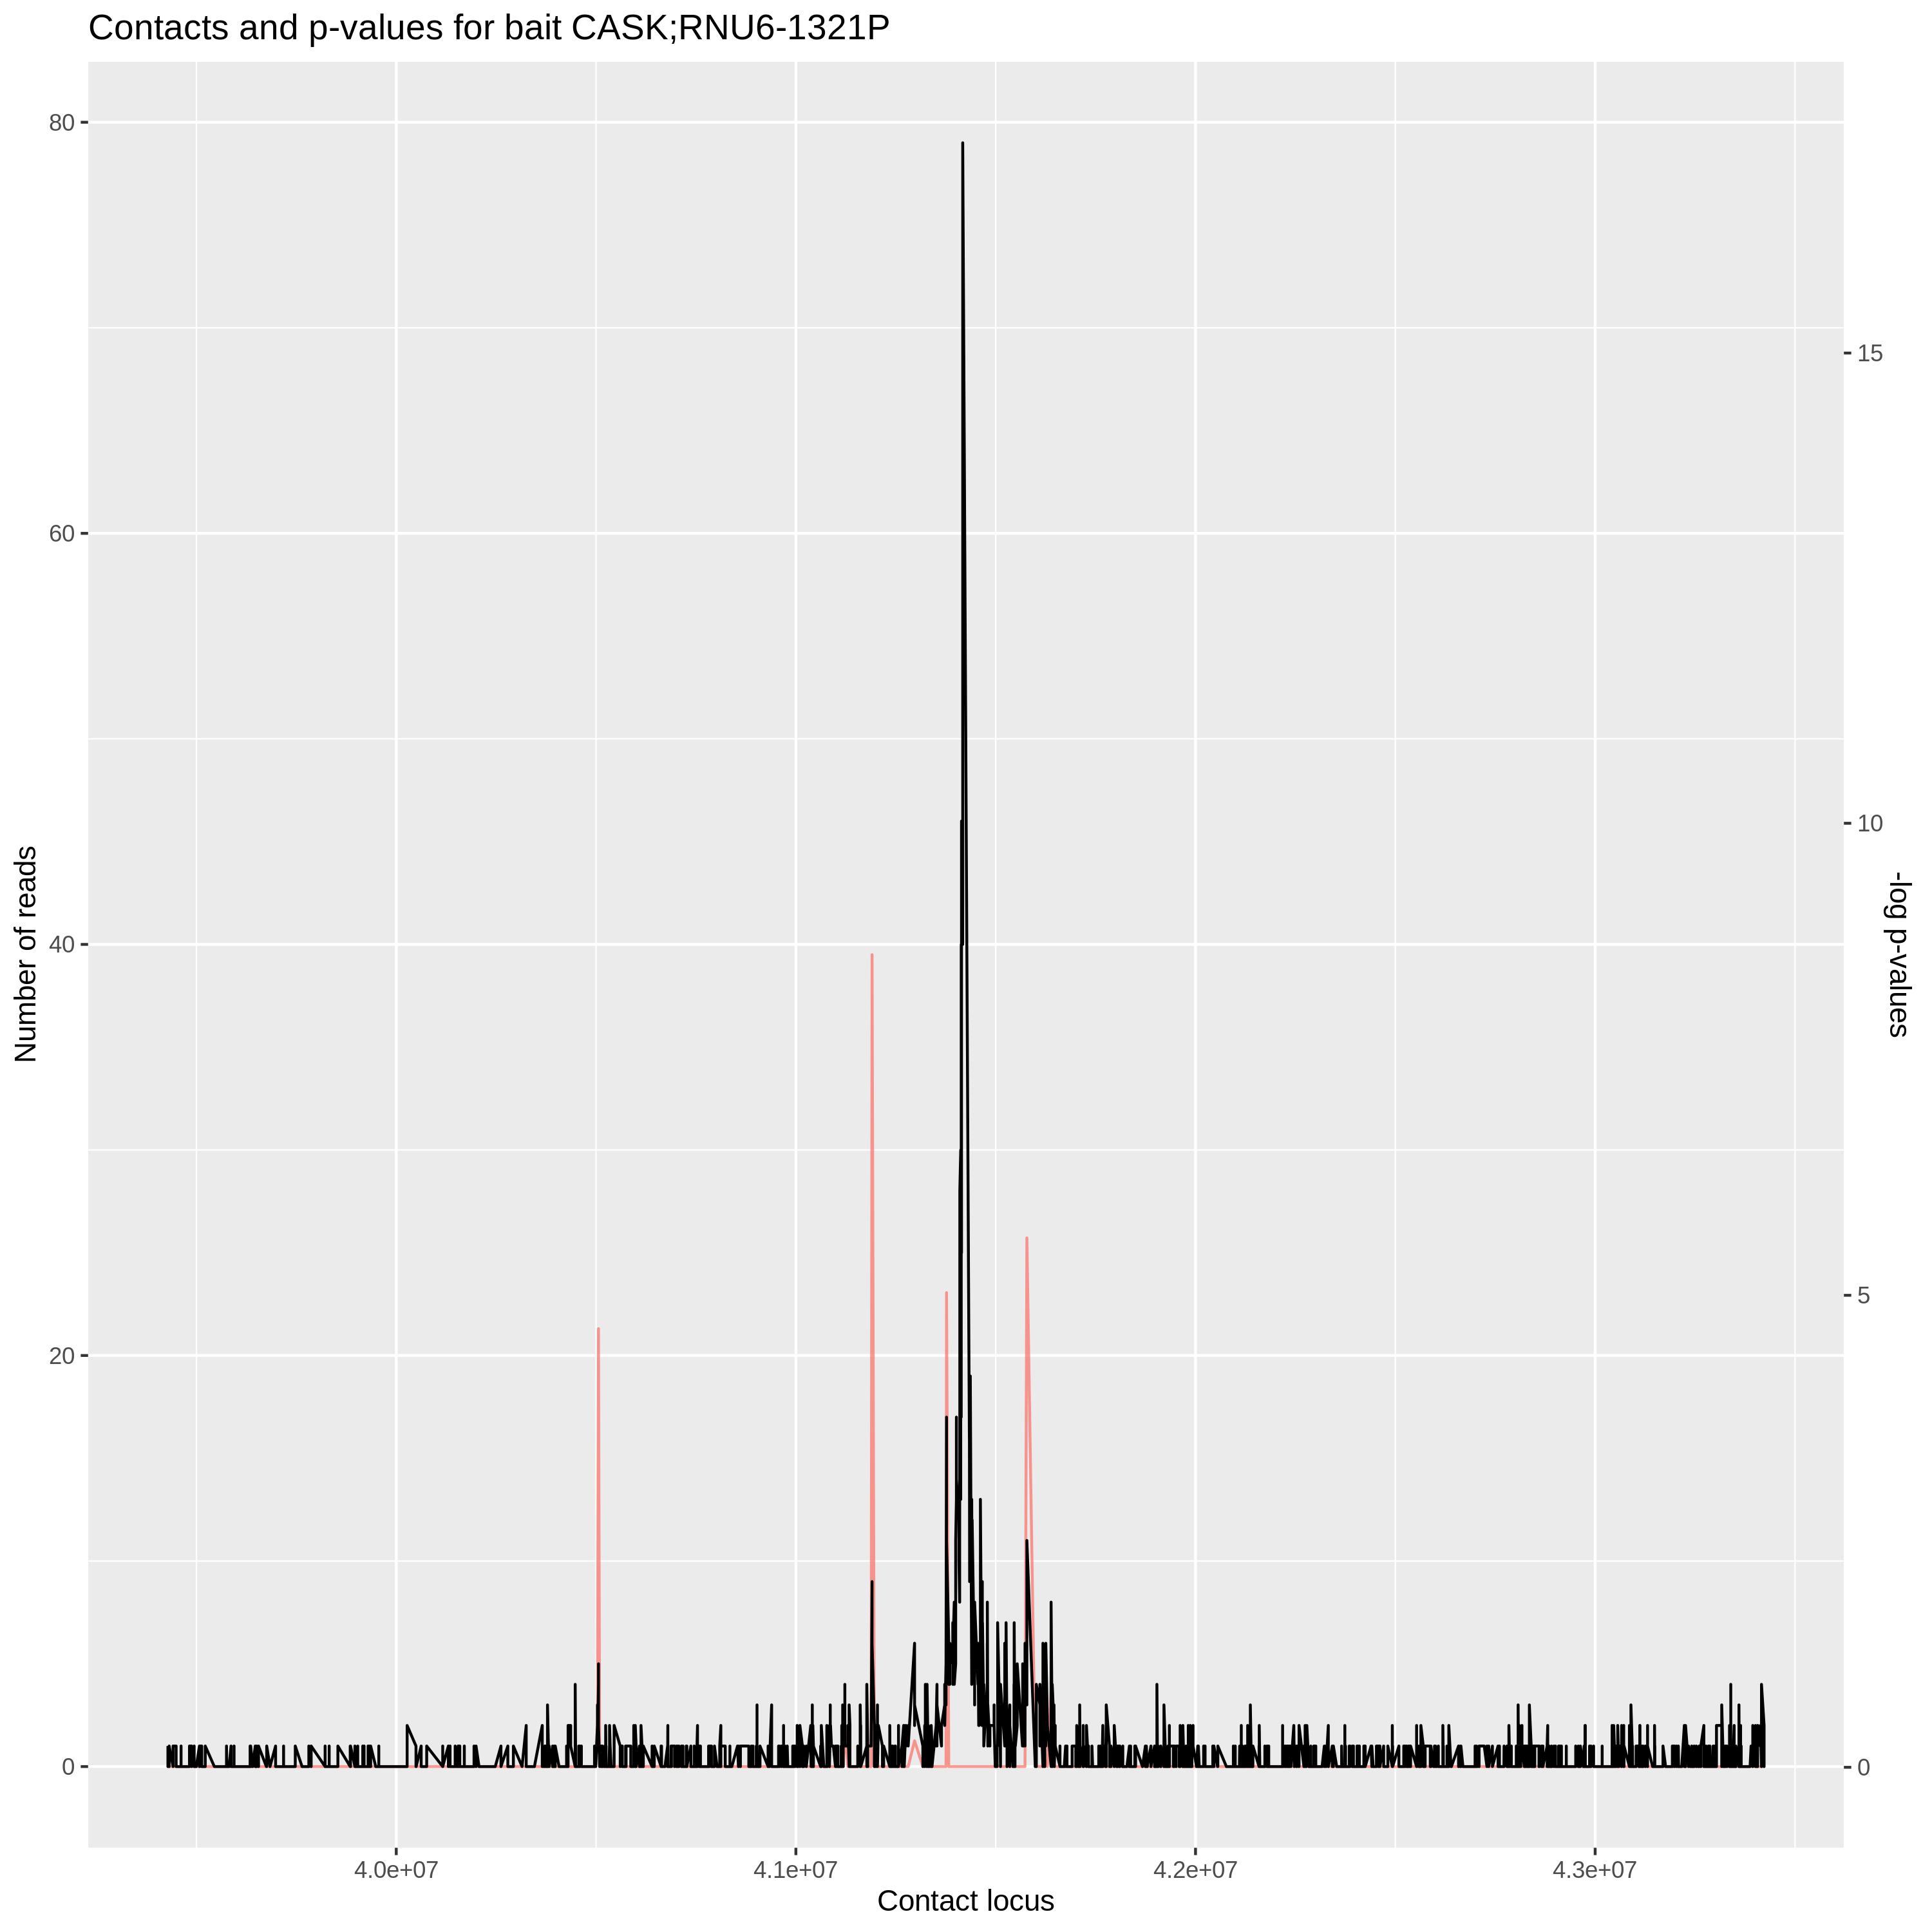 Contacts and p-values for bait CASK;RNU6-1321P
80
60
40
20
0
Number of reads
15
10
5
0
-log p-values
4.0e+07
4.1e+07
4.2e+07
4.3e+07
Contact locus